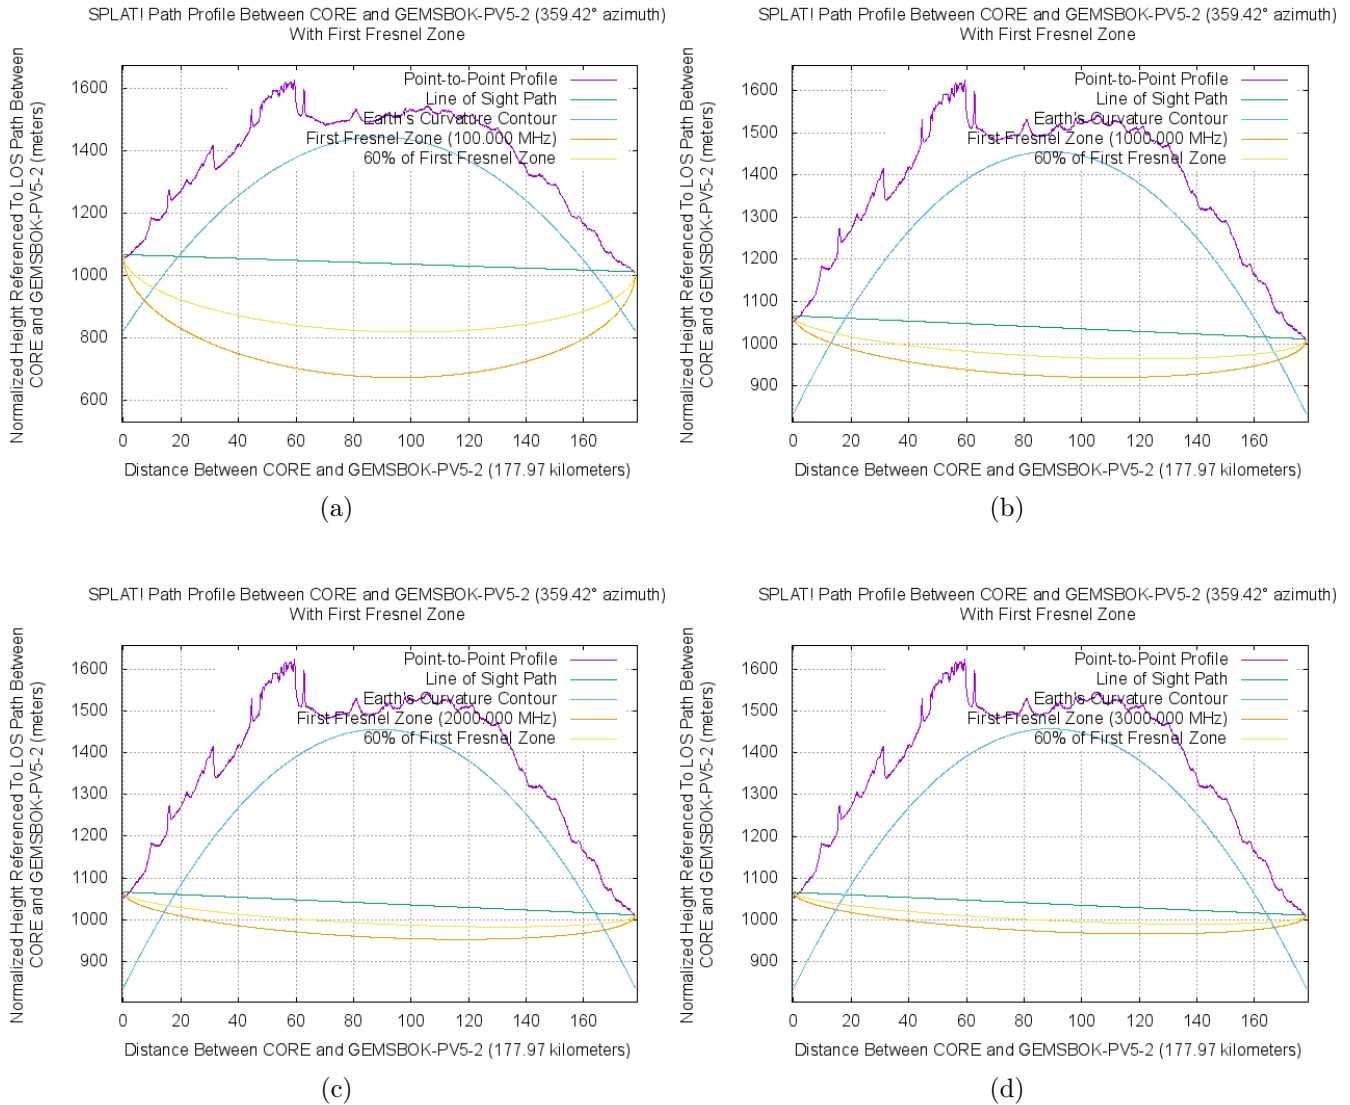 SPLAT! Path Profile Between CORE and GEMSBOK-PV5-2 (359.42° azimuth)
With First Fresnel Zone
Normalized Height Referenced To LOS Path Between
CORE and GEMSBOK-PV5-2 (meters)
Point-to-Point Profile
Line of Sight Path
Earth's Curvature Contour
First Fresnel Zone (100.000 MHz)
60% of First Fresnel Zone
1600
1400
1200
1000
800
600
0 20 40 60 80 100 120 140 160
Distance Between CORE and GEMSBOK-PV5-2 (177.97 kilometers)
(a)
SPLAT! Path Profile Between CORE and GEMSBOK-PV5-2 (359.42° azimuth)
With First Fresnel Zone
Normalized Height Referenced To LOS Path Between
CORE and GEMSBOK-PV5-2 (meters)
Point-to-Point Profile
Line of Sight Path
Earth's Curvature Contour
First Fresnel Zone (1000.000 MHz)
60% of First Fresnel Zone
1600
1500
1400
1300
1200
1100
1000
900
0 20 40 60 80 100 120 140 160
Distance Between CORE and GEMSBOK-PV5-2 (177.97 kilometers)
(b)
SPLAT! Path Profile Between CORE and GEMSBOK-PV5-2 (359.42° azimuth)
With First Fresnel Zone
Normalized Height Referenced To LOS Path Between
CORE and GEMSBOK-PV5-2 (meters)
Point-to-Point Profile
Line of Sight Path
Earth's Curvature Contour
First Fresnel Zone (2000.000 MHz)
60% of First Fresnel Zone
1600
1500
1400
1300
1200
1100
1000
900
0 20 40 60 80 100 120 140 160
Distance Between CORE and GEMSBOK-PV5-2 (177.97 kilometers)
(c)
SPLAT! Path Profile Between CORE and GEMSBOK-PV5-2 (359.42° azimuth)
With First Fresnel Zone
Normalized Height Referenced To LOS Path Between
CORE and GEMSBOK-PV5-2 (meters)
Point-to-Point Profile
Line of Sight Path
Earth's Curvature Contour
First Fresnel Zone (3000.000 MHz)
60% of First Fresnel Zone
1600
1500
1400
1300
1200
1100
1000
900
0 20 40 60 80 100 120 140 160
Distance Between CORE and GEMSBOK-PV5-2 (177.97 kilometers)
(d)